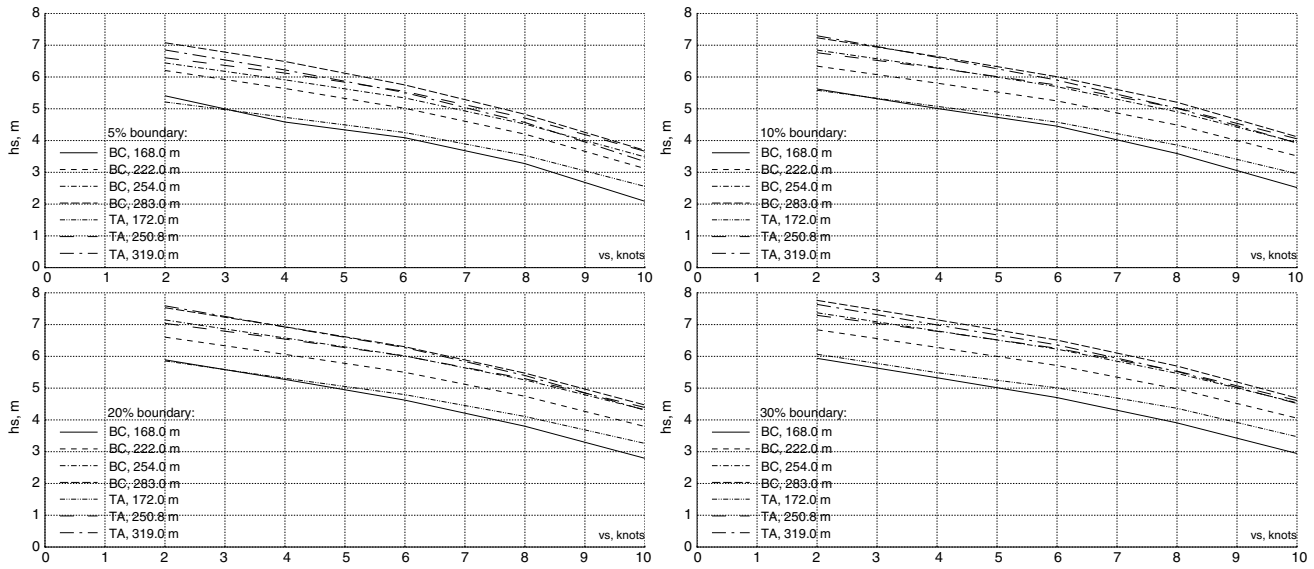 8
7
6
5
4
3
2
1
0
hs, m
5% boundary:
BC, 168.0 m
BC, 222.0 m
BC, 254.0 m
BC, 283.0 m
TA, 172.0 m
TA, 250.8 m
TA, 319.0 m
vs, knots
0 1 2 3 4 5 6 7 8 9 10
8
7
6
5
4
3
2
1
0
hs, m
10% boundary:
BC, 168.0 m
BC, 222.0 m
BC, 254.0 m
BC, 283.0 m
TA, 172.0 m
TA, 250.8 m
TA, 319.0 m
vs, knots
0 1 2 3 4 5 6 7 8 9 10
8
7
6
5
4
3
2
1
0
hs, m
20% boundary:
BC, 168.0 m
BC, 222.0 m
BC, 254.0 m
BC, 283.0 m
TA, 172.0 m
TA, 250.8 m
TA, 319.0 m
vs, knots
0 1 2 3 4 5 6 7 8 9 10
8
7
6
5
4
3
2
1
0
hs, m
30% boundary:
BC, 168.0 m
BC, 222.0 m
BC, 254.0 m
BC, 283.0 m
TA, 172.0 m
TA, 250.8 m
TA, 319.0 m
vs, knots
0 1 2 3 4 5 6 7 8 9 10